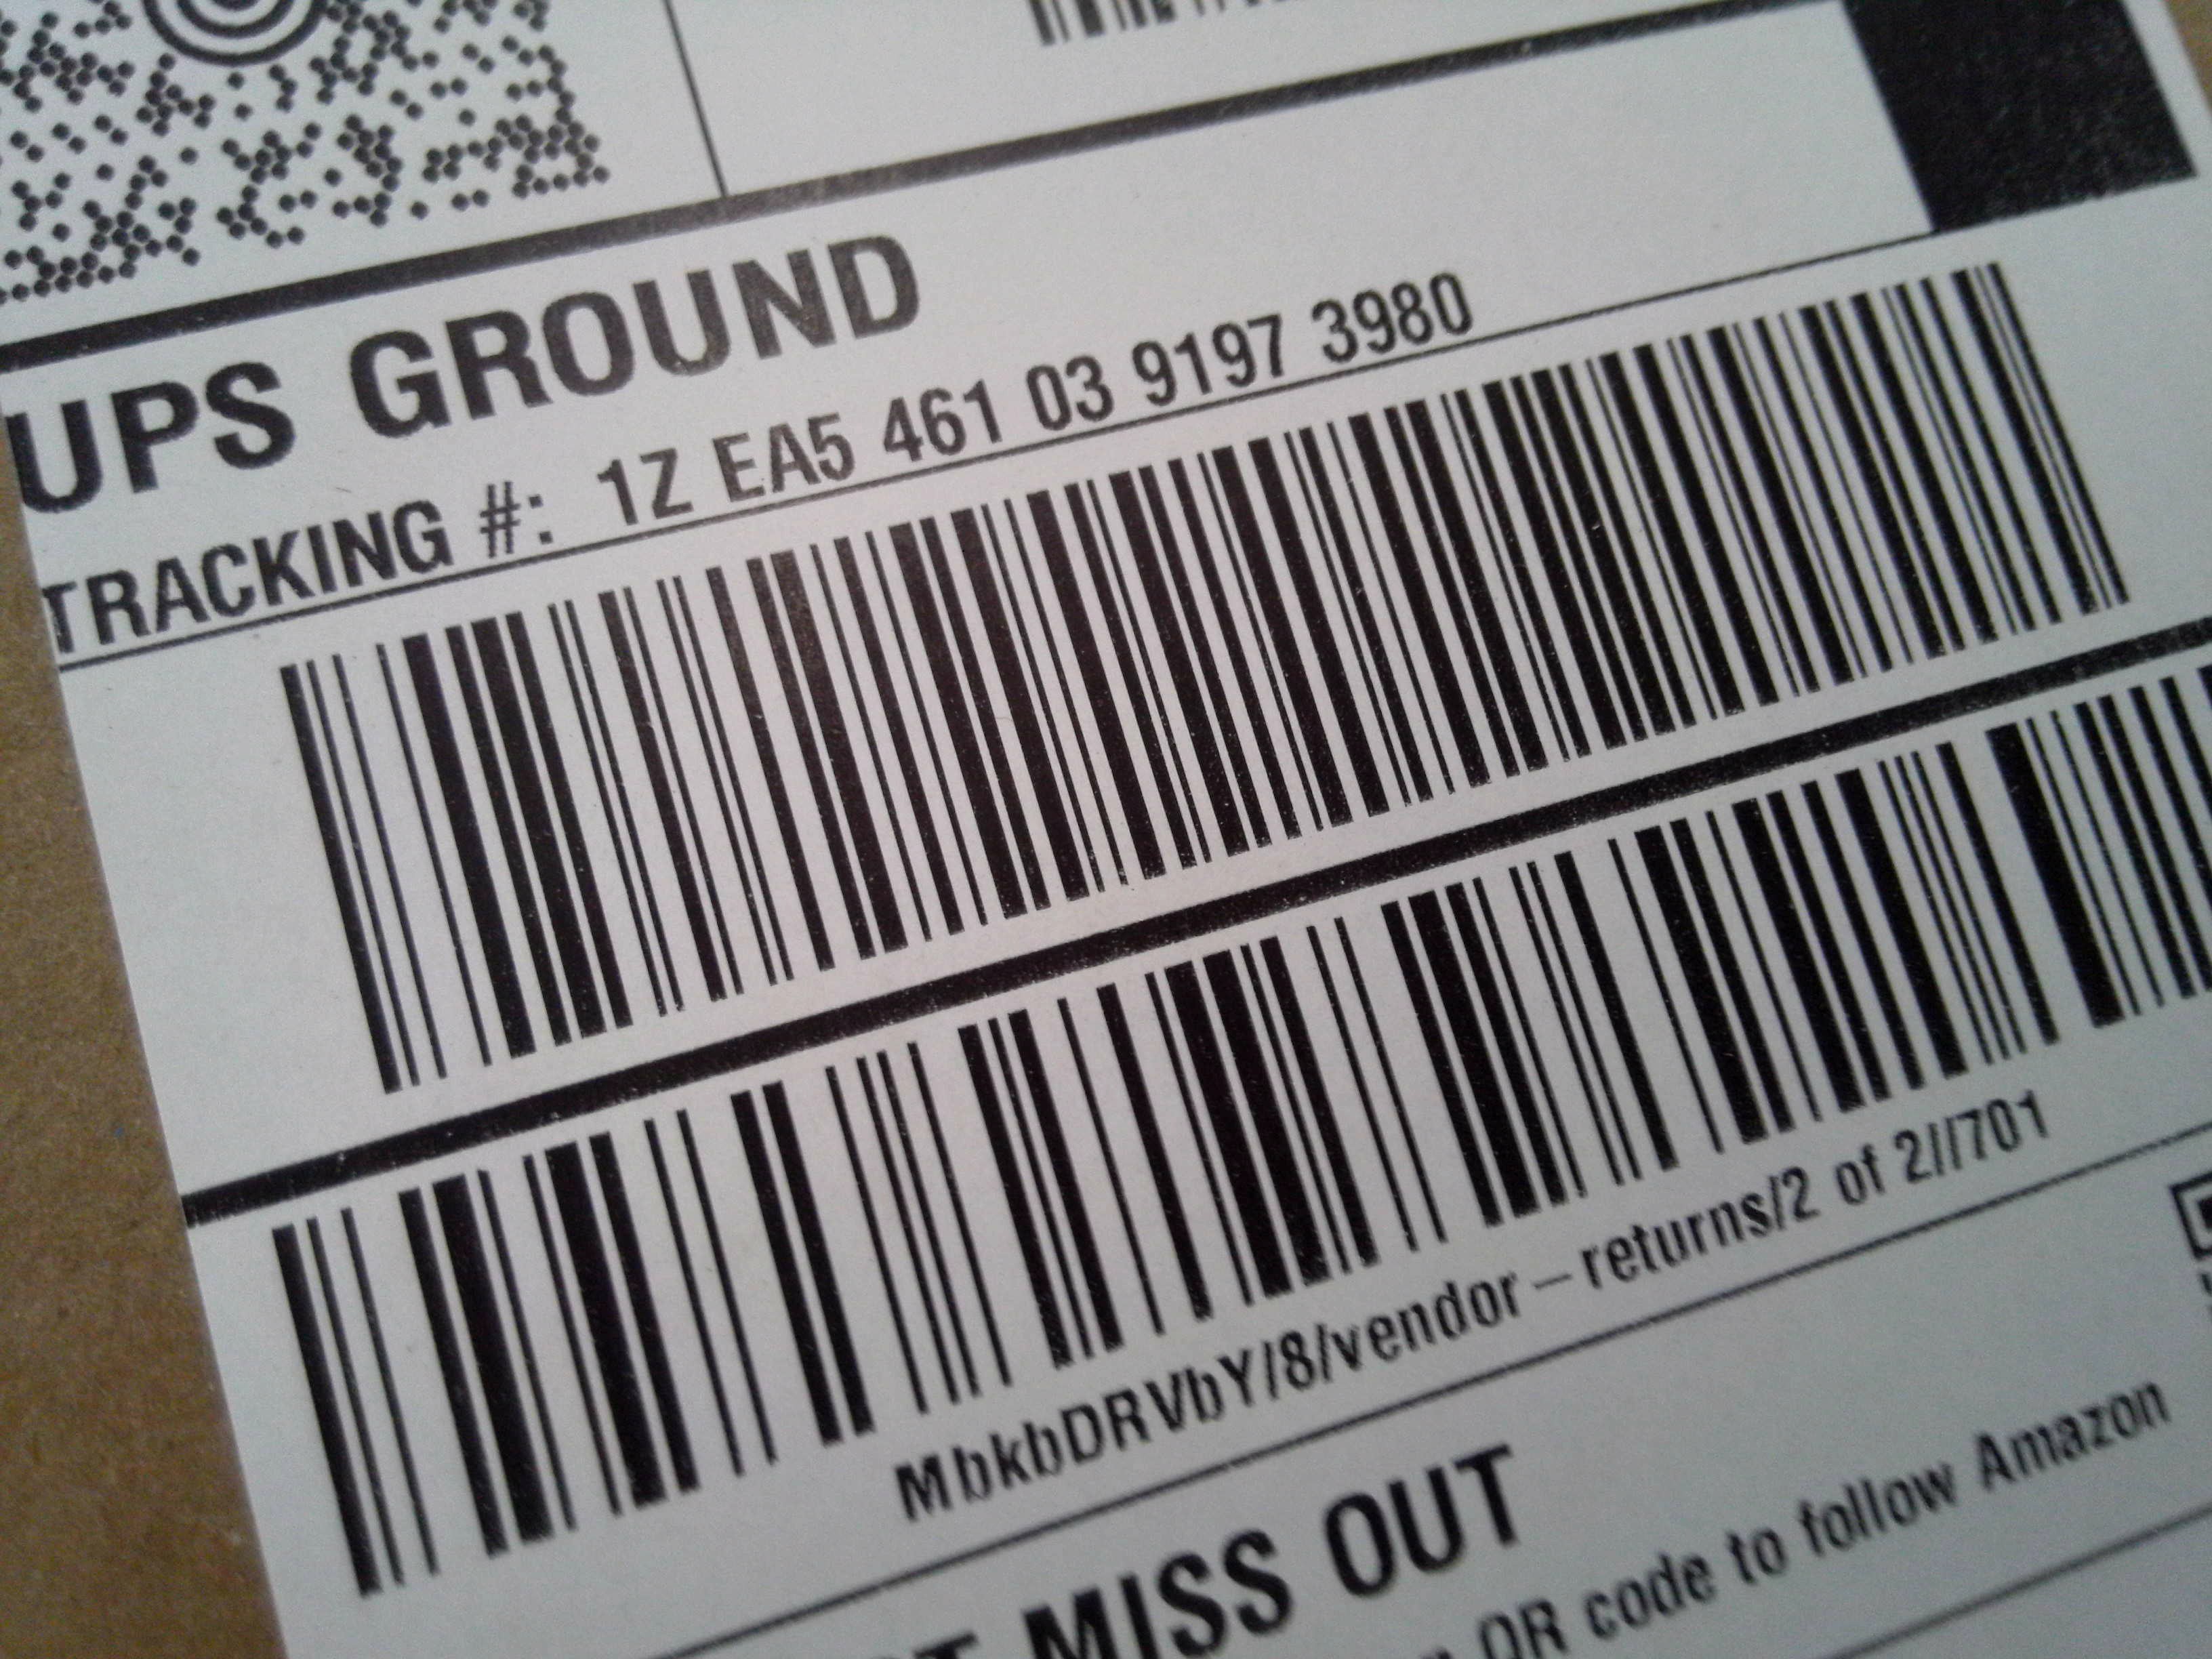 UPS GROUND
TRACKING #: 1Z EA5 461 03 9197 3980
MbkbDRVbY/8/vendor-returns/2 of 2//701
MISS OUT
QR code to follow Amazon